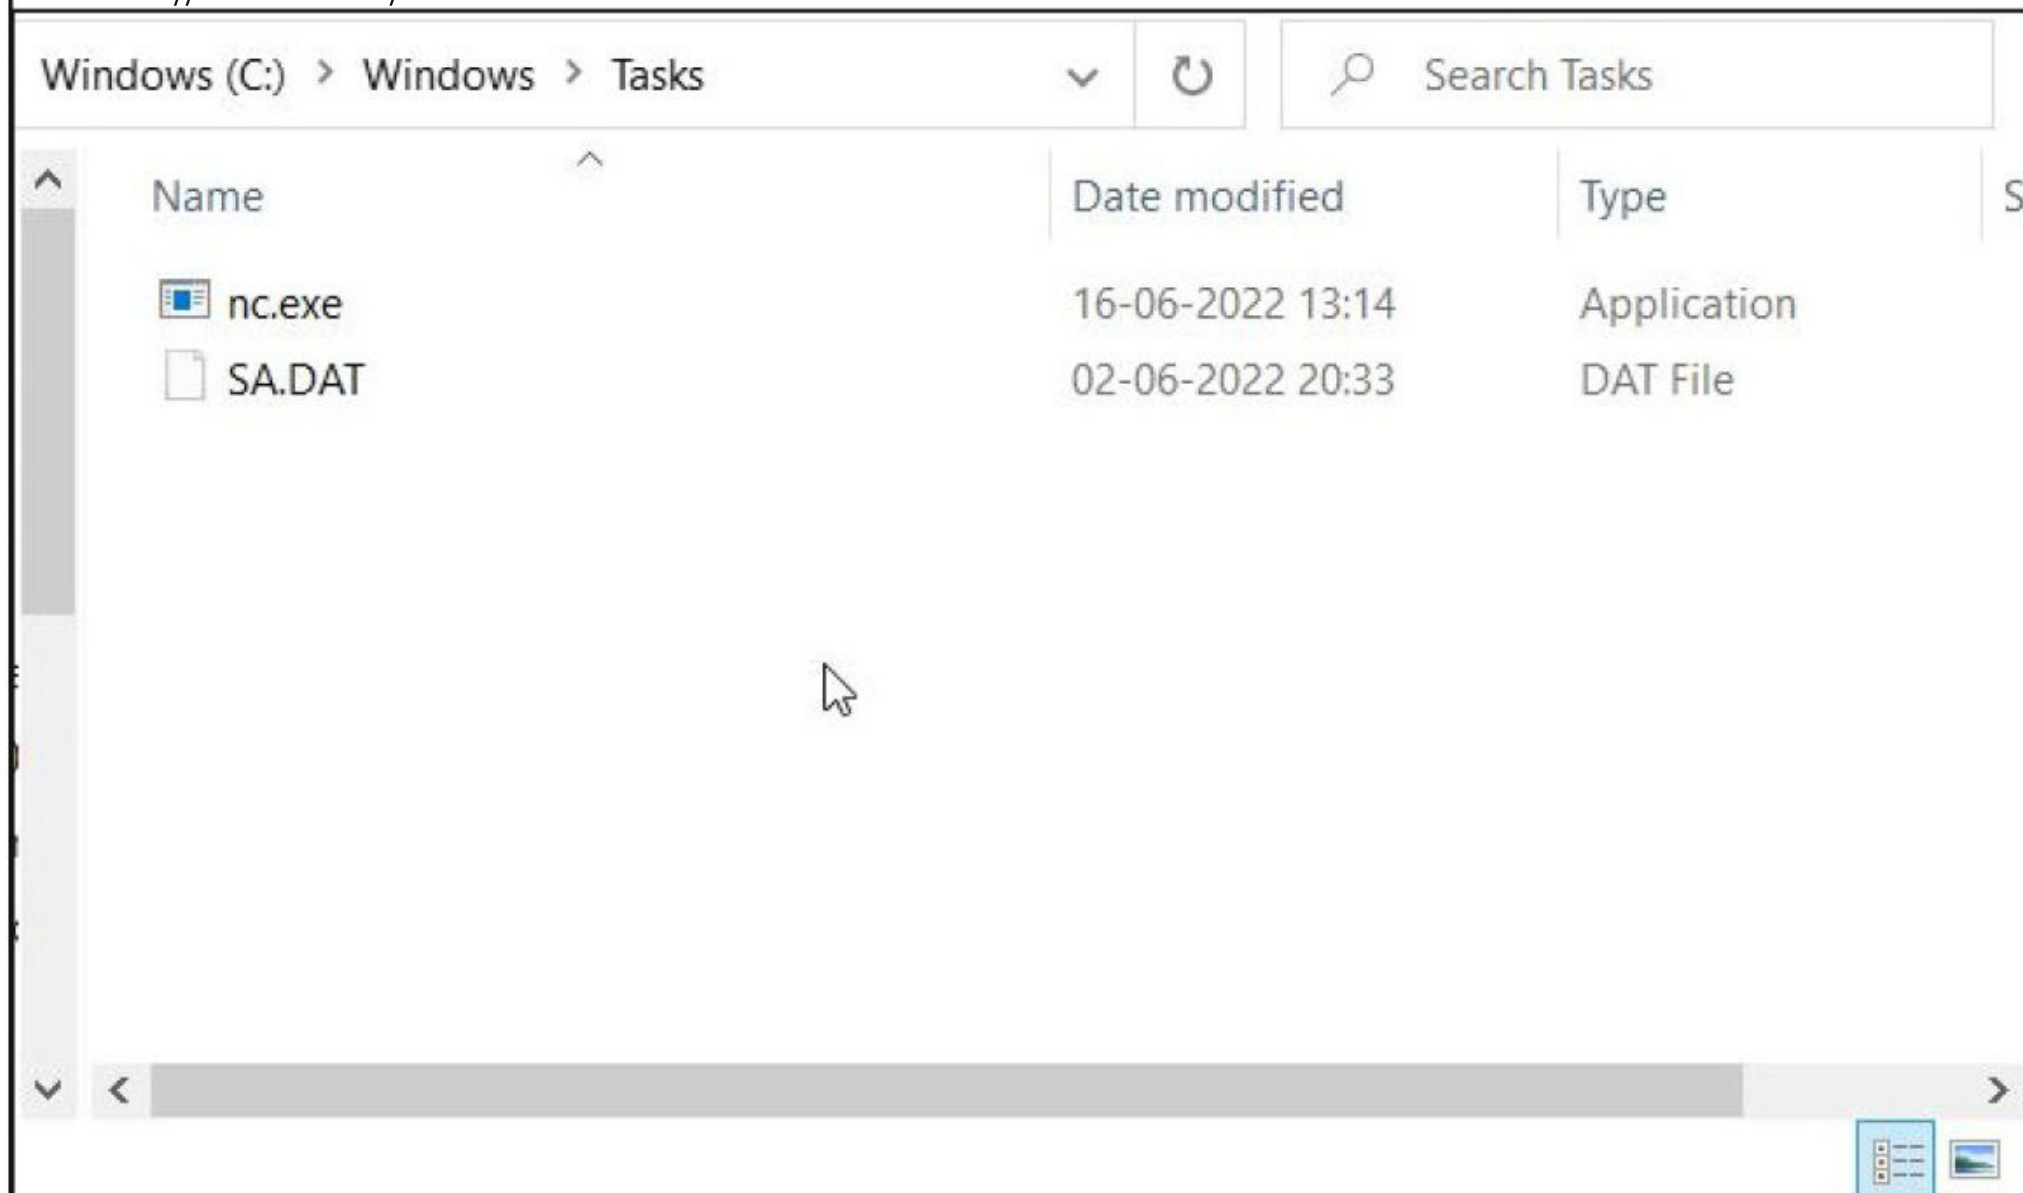 Windows (C:) > Windows > Tasks Search Tasks
Name Date modified Type S
nc.exe 16-06-2022 13:14 Application
SA.DAT 02-06-2022 20:33 DAT File